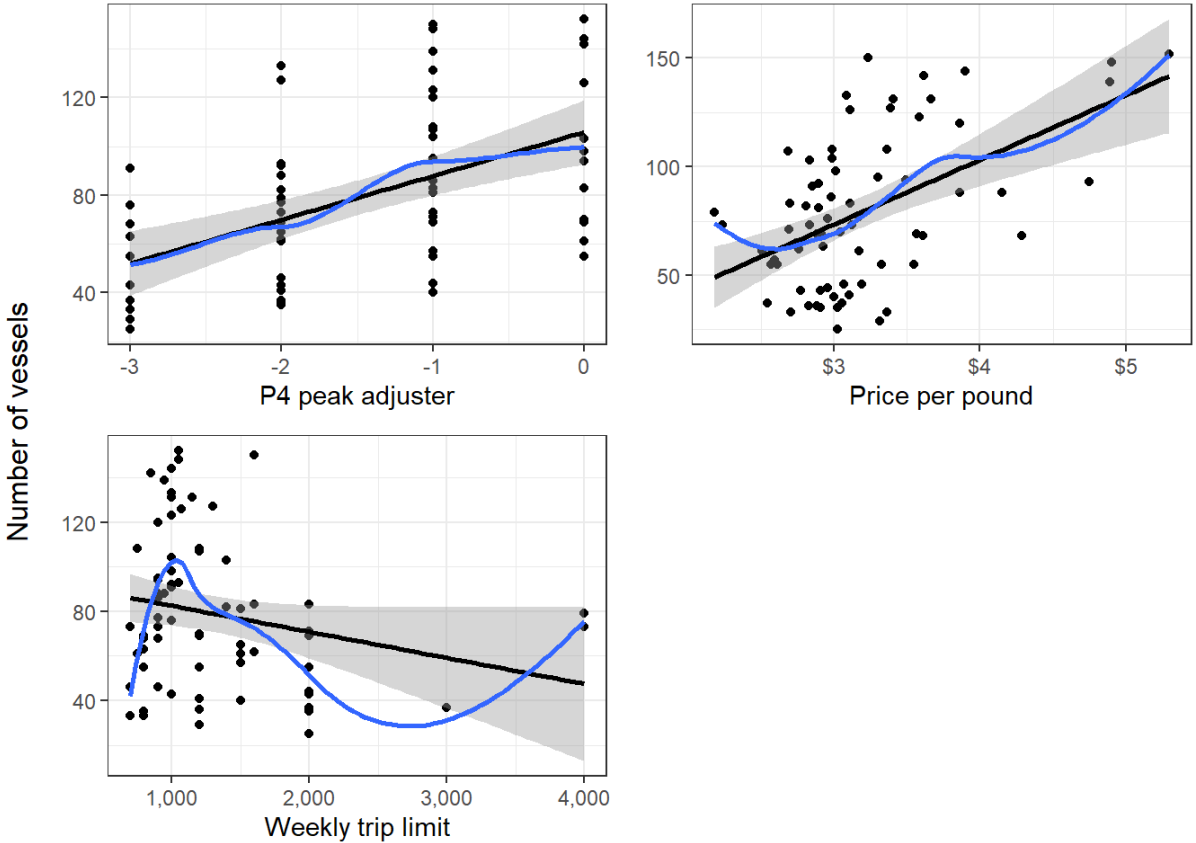 Number of vessels
120
80
40
-3 -2 -1 0
P4 peak adjuster
150
100
50
$3 $4 $5
Price per pound
120
80
40
1,000 2,000 3,000 4,000
Weekly trip limit